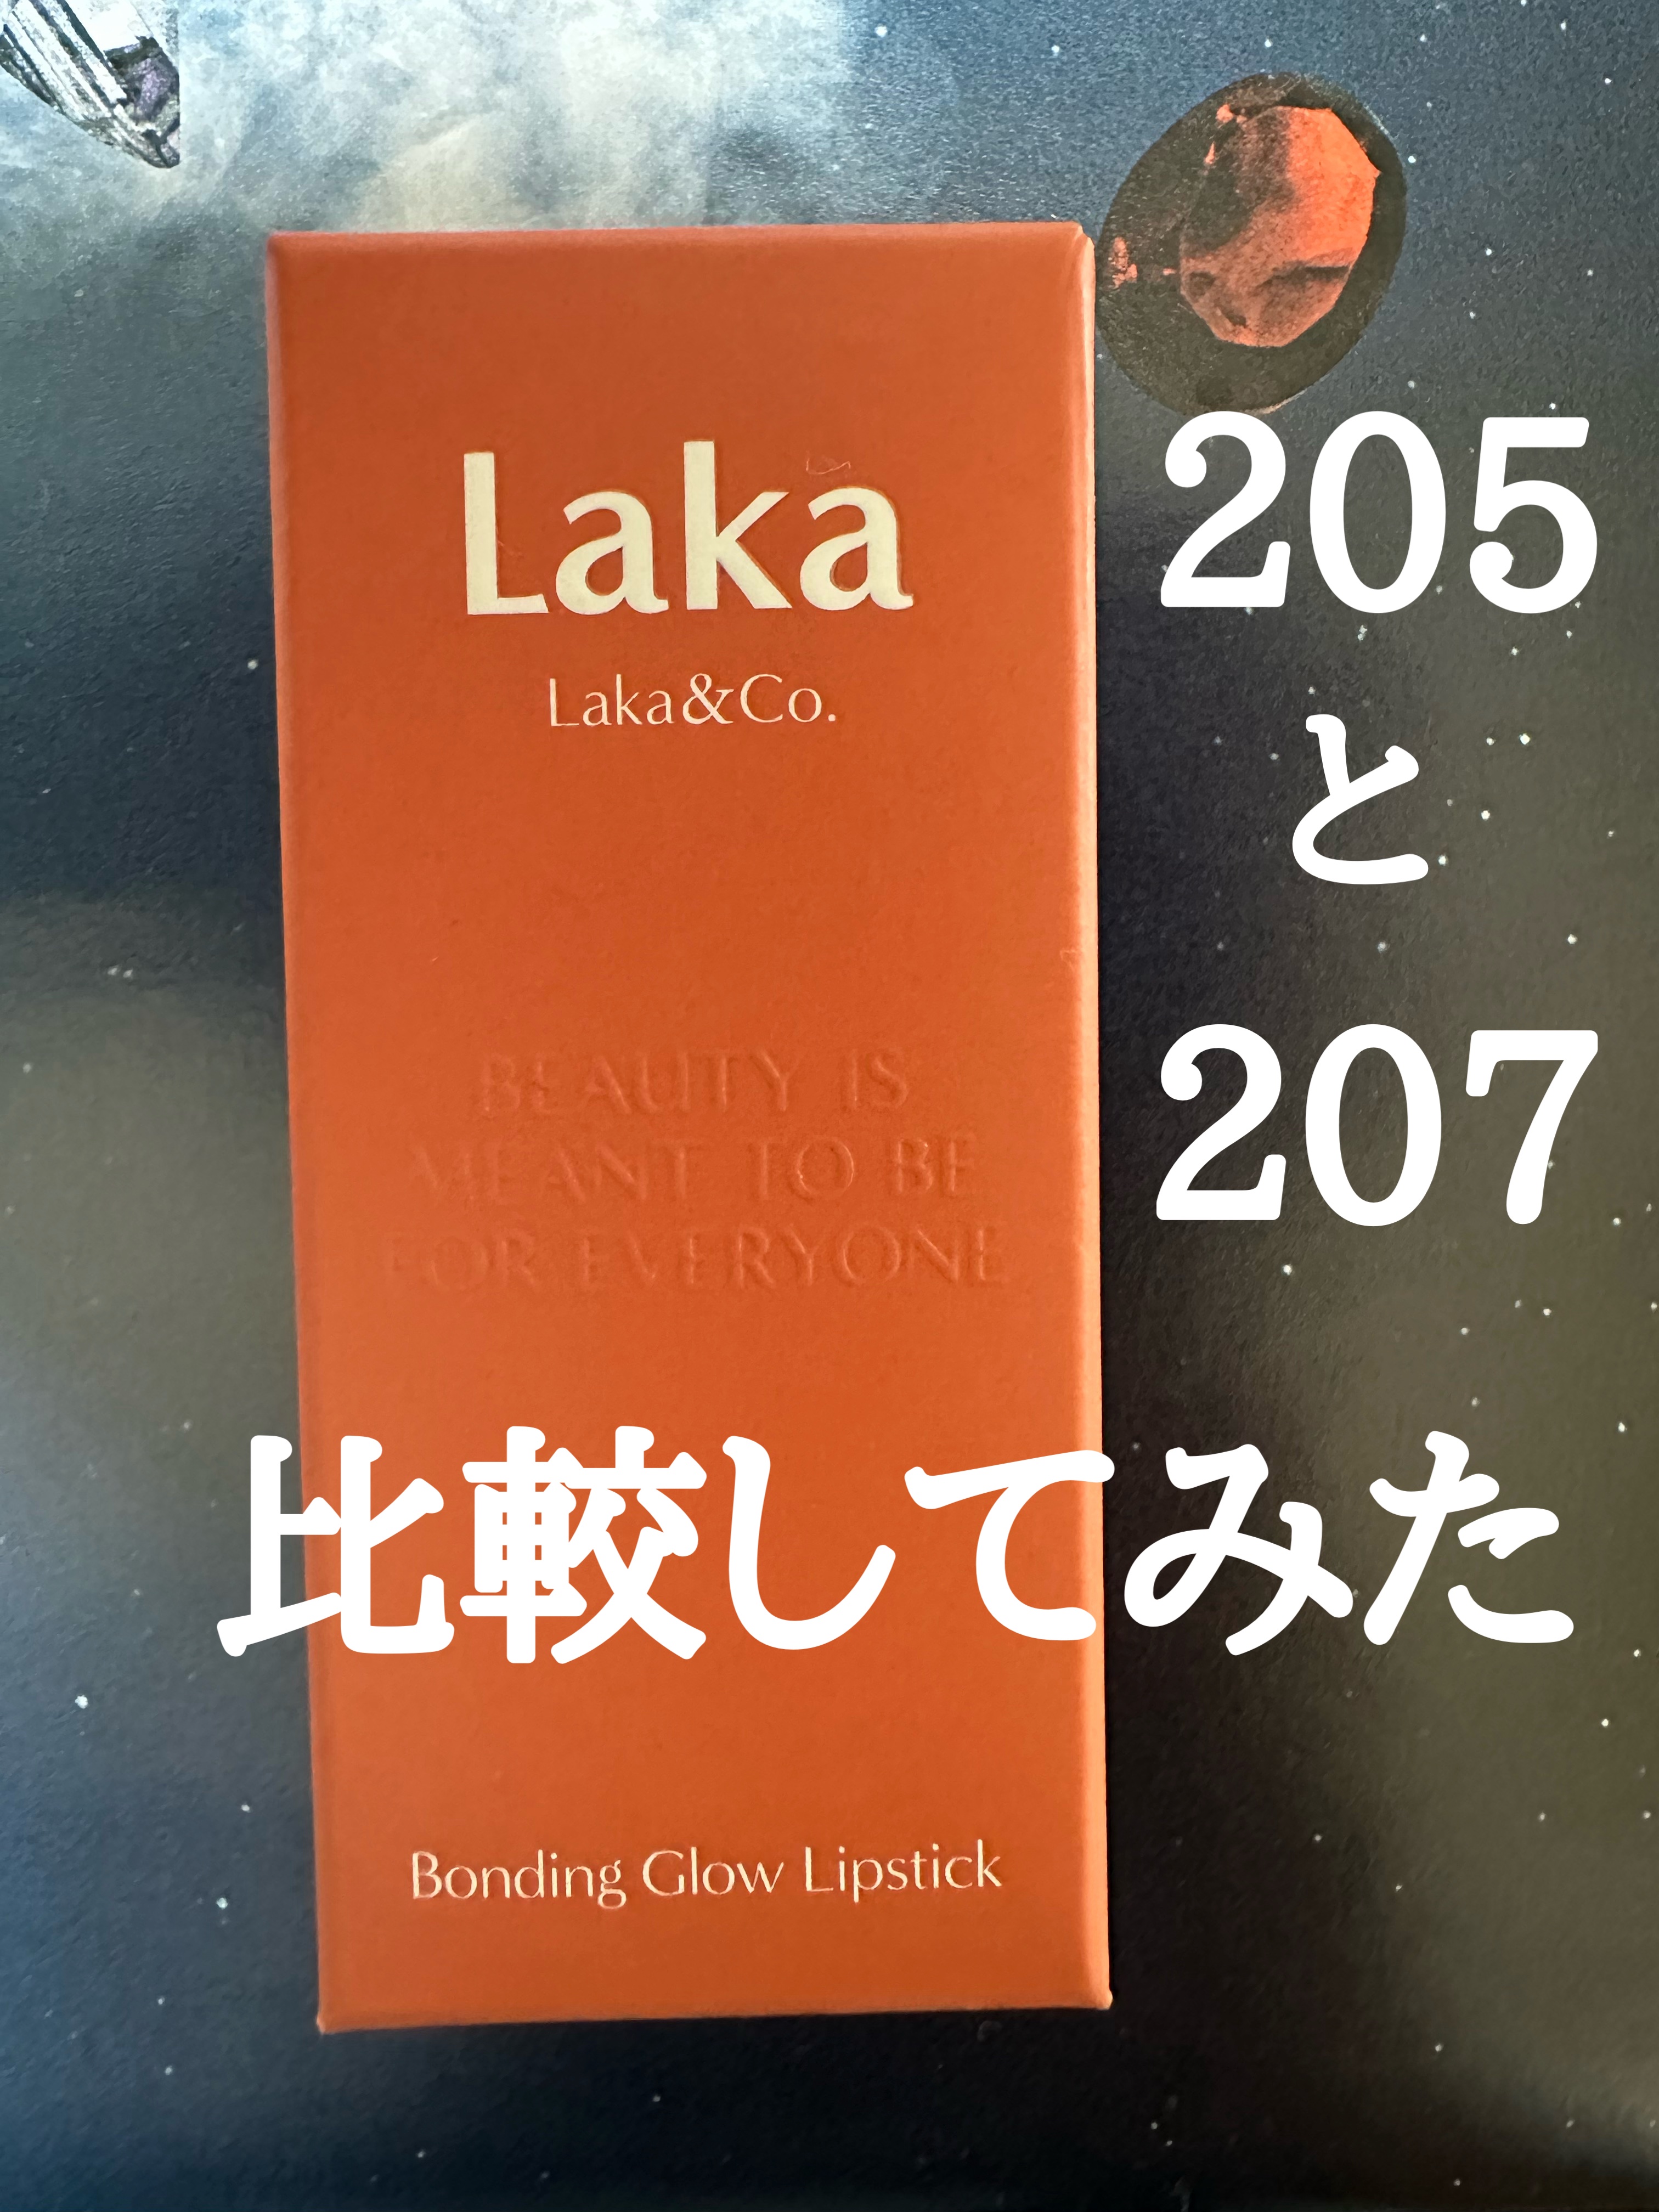 Laka
Laka&Co.
205
と
207
BEAUTY IS
MEANT TO BE
FOR EVERYONE
比較してみた
Bonding Glow Lipstick